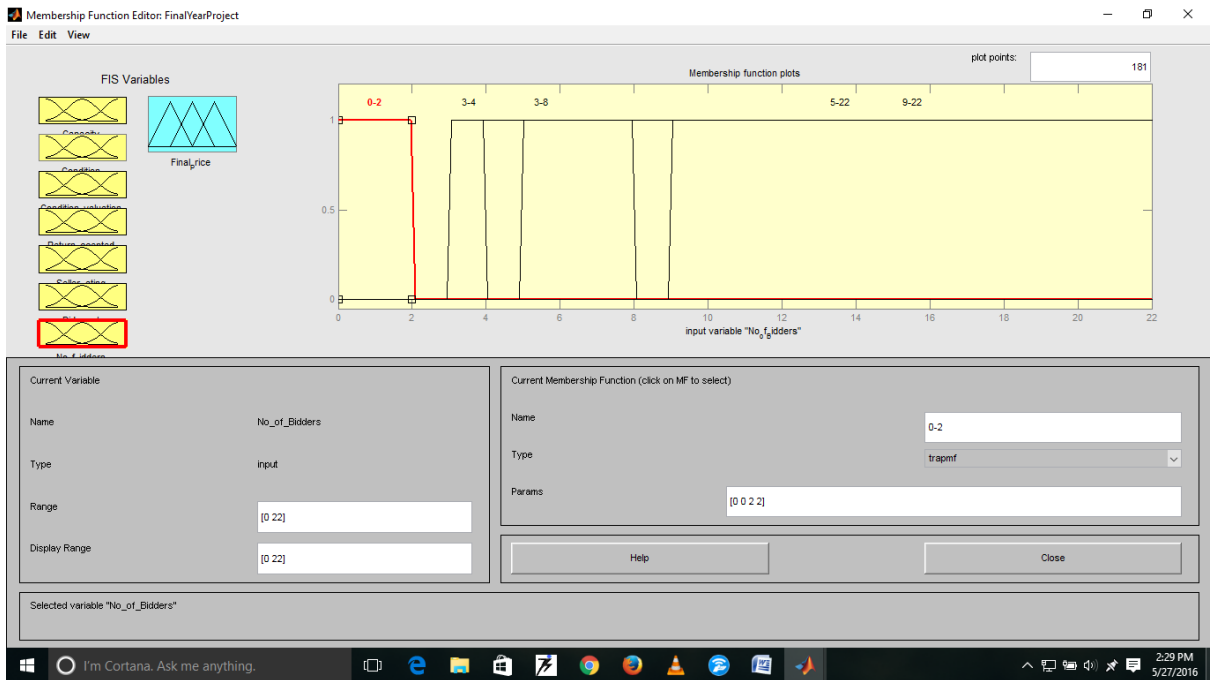 Membership Function Editor: FinalYearProject
File Edit View
FIS Variables
Membership function plots
plot points:
181
Capacity
Condition
Final_price
0-2
3-4
3-8
5-22
9-22
1
0.5
0
0 2 4 6 8 10 12 14 16 18 20 22
input variable "No_of_Bidders"
Current Variable
Name
No_of_Bidders
Type
input
Range
[0 22]
Display Range
[0 22]
Current Membership Function (click on MF to select)
Name
0-2
Type
trapmf
Params
[0 0 2 2]
Help
Close
Selected variable "No_of_Bidders"
I'm Cortana. Ask me anything.
2:29 PM
5/27/2016